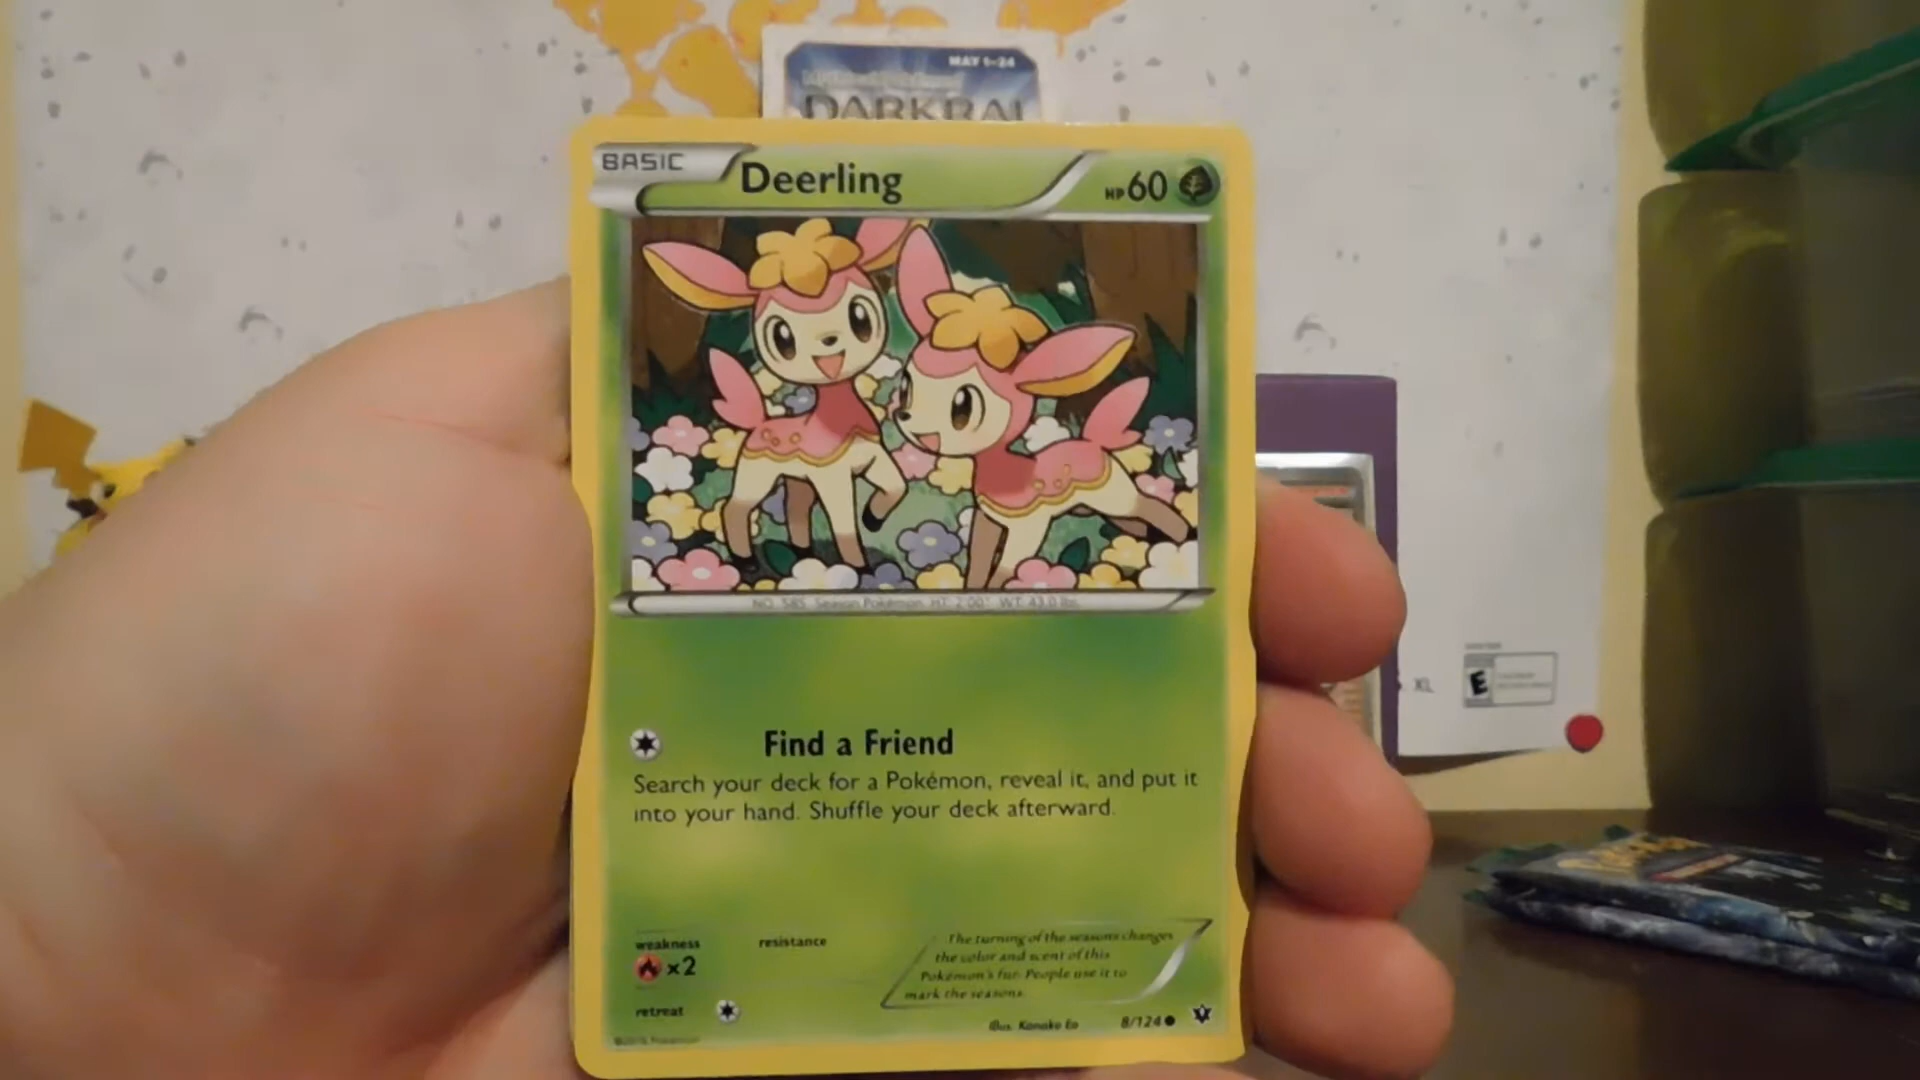 MAY 1-24
DARKRAI
BASIC
Deerling
HP 60
NO. 585 Season Pokémon HT: 2'00" WT: 43.0 lbs.
Find a Friend
Search your deck for a Pokémon, reveal it, and put it
into your hand. Shuffle your deck afterward.
weakness
resistance
×2
retreat
The turning of the seasons changes
the color and scent of this
Pokémon's fur. People use it to
mark the seasons.
Illus. Kanako Eo
8/124
XL
E